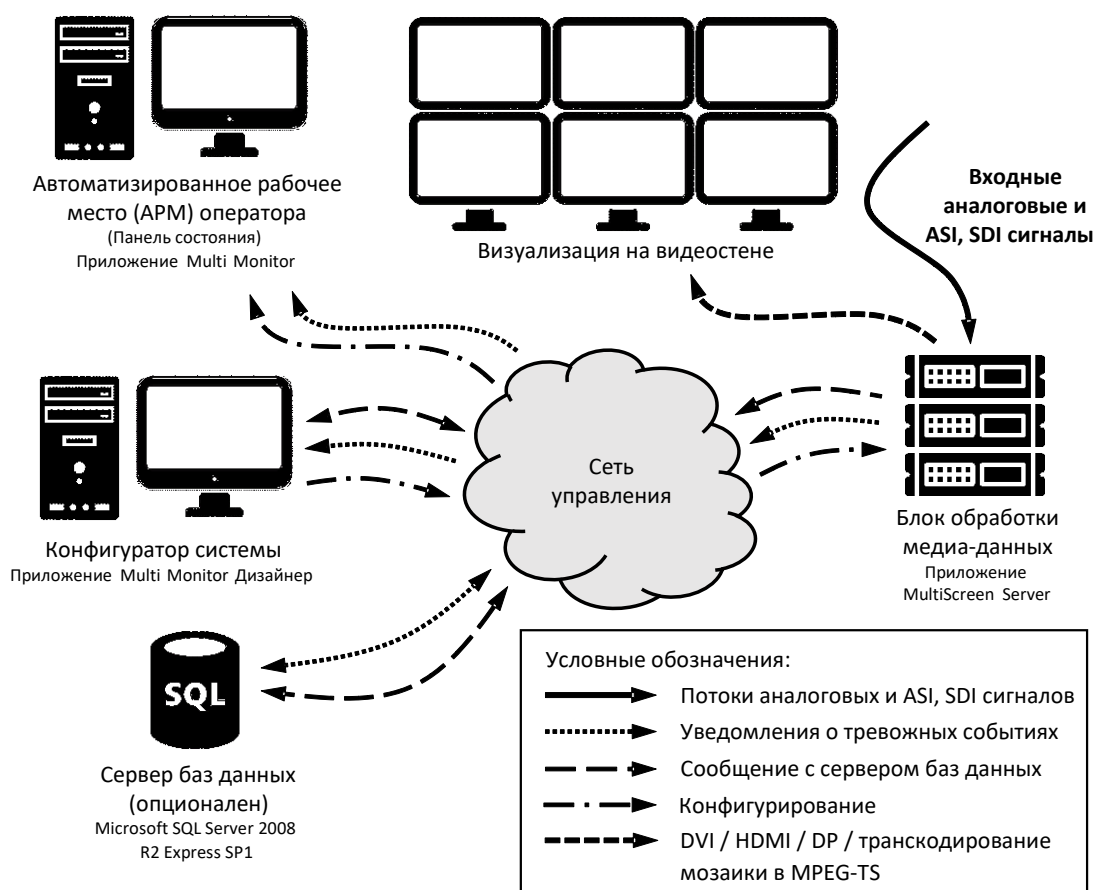 Автоматизированное рабочее
место (АРМ) оператора
(Панель состояния)
Приложение Multi Monitor
Визуализация на видеостене
Входные
аналоговые и
ASI, SDI сигналы
Конфигуратор системы
Приложение Multi Monitor Дизайнер
Сеть
управления
Блок обработки
медиа-данных
Приложение
MultiScreen Server
SQL
Сервер баз данных
(опционален)
Microsoft SQL Server 2008
R2 Express SP1
Условные обозначения:
Потоки аналоговых и ASI, SDI сигналов
Уведомления о тревожных событиях
Сообщение с сервером баз данных
Конфигурирование
DVI / HDMI / DP / транскодирование
мозаики в MPEG-TS